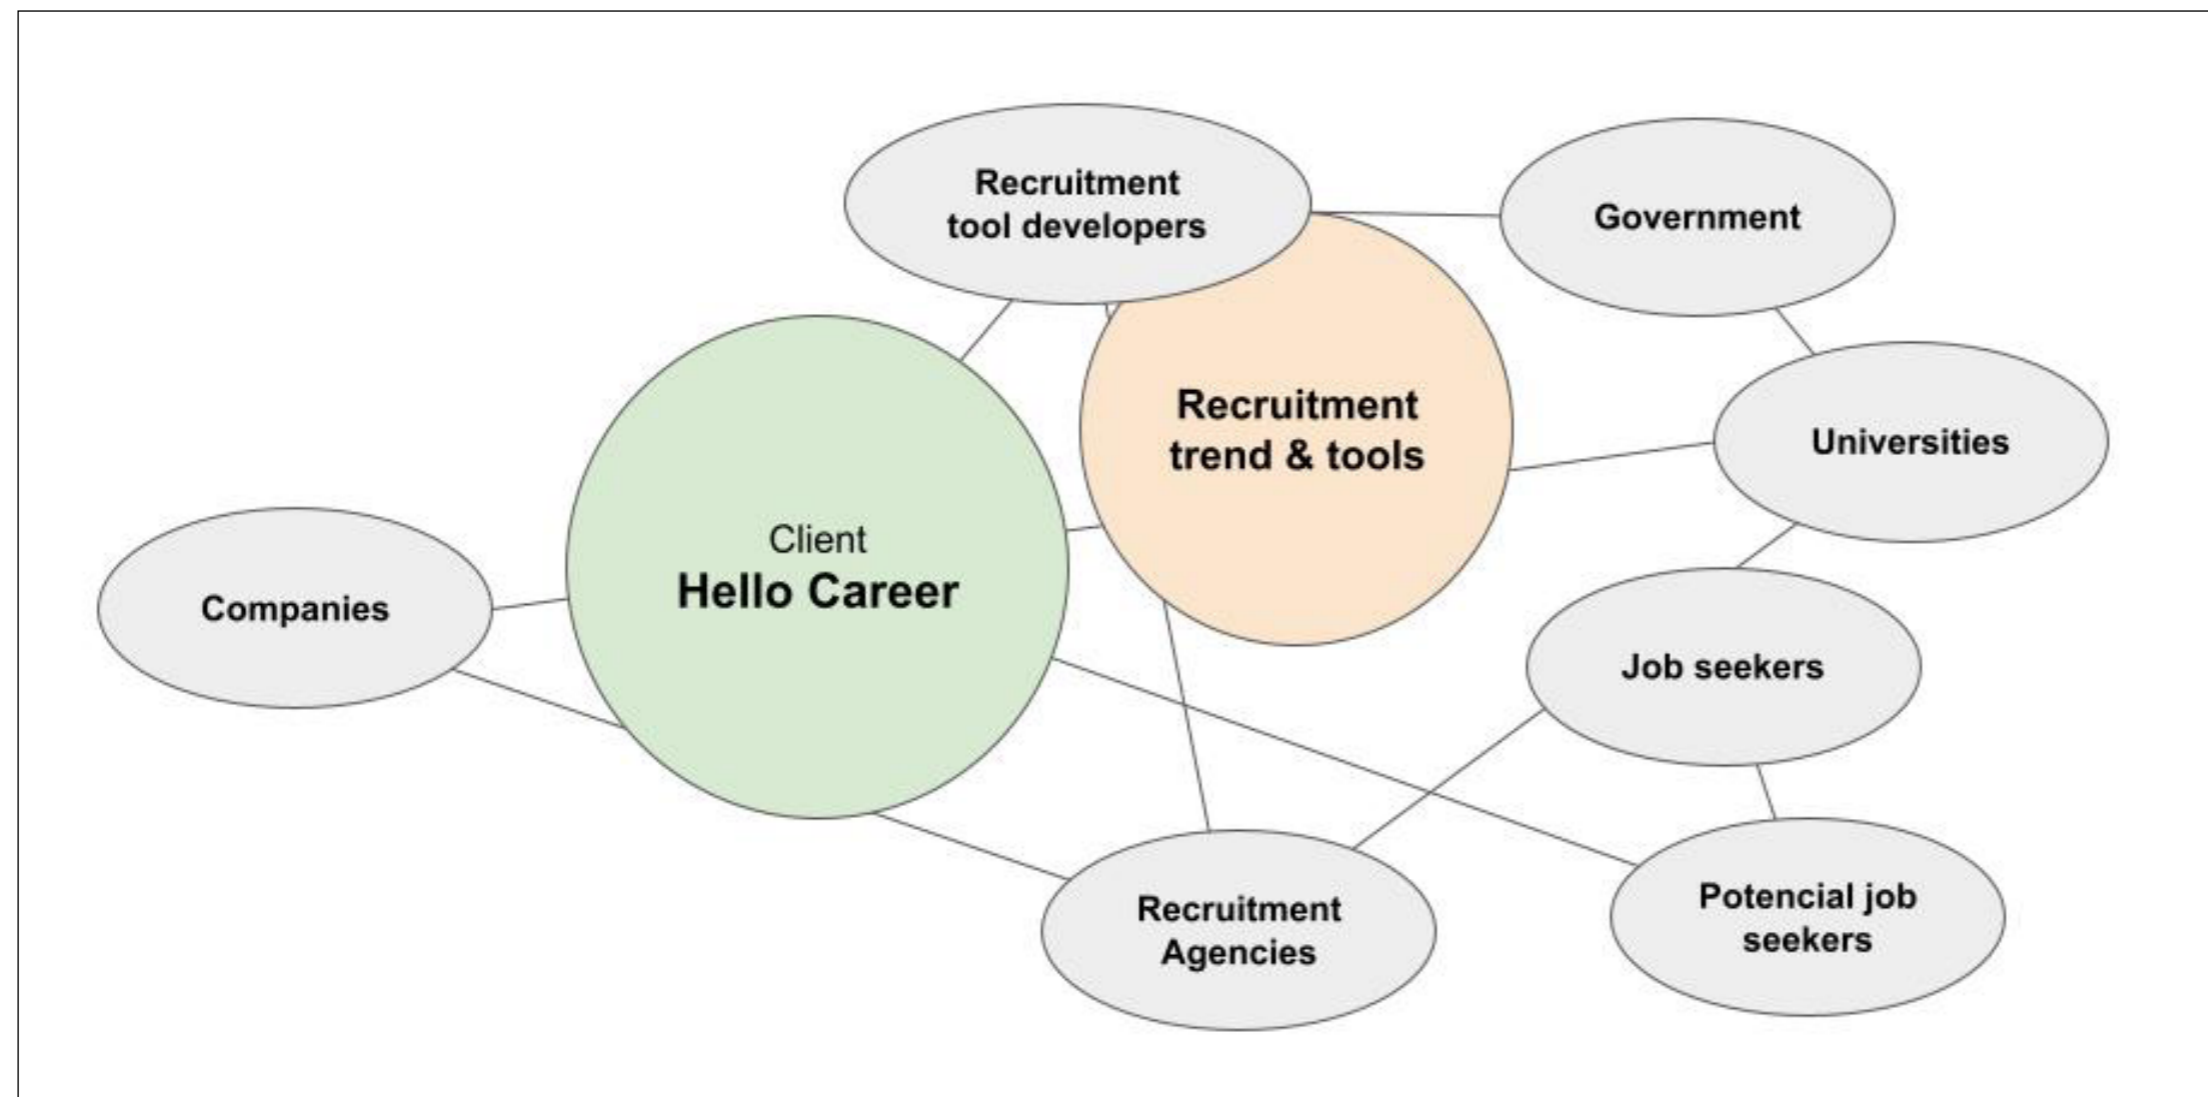 Recruitment
tool developers
Government
Recruitment
trend & tools
Universities
Client
Hello Career
Companies
Job seekers
Recruitment
Agencies
Potencial job
seekers